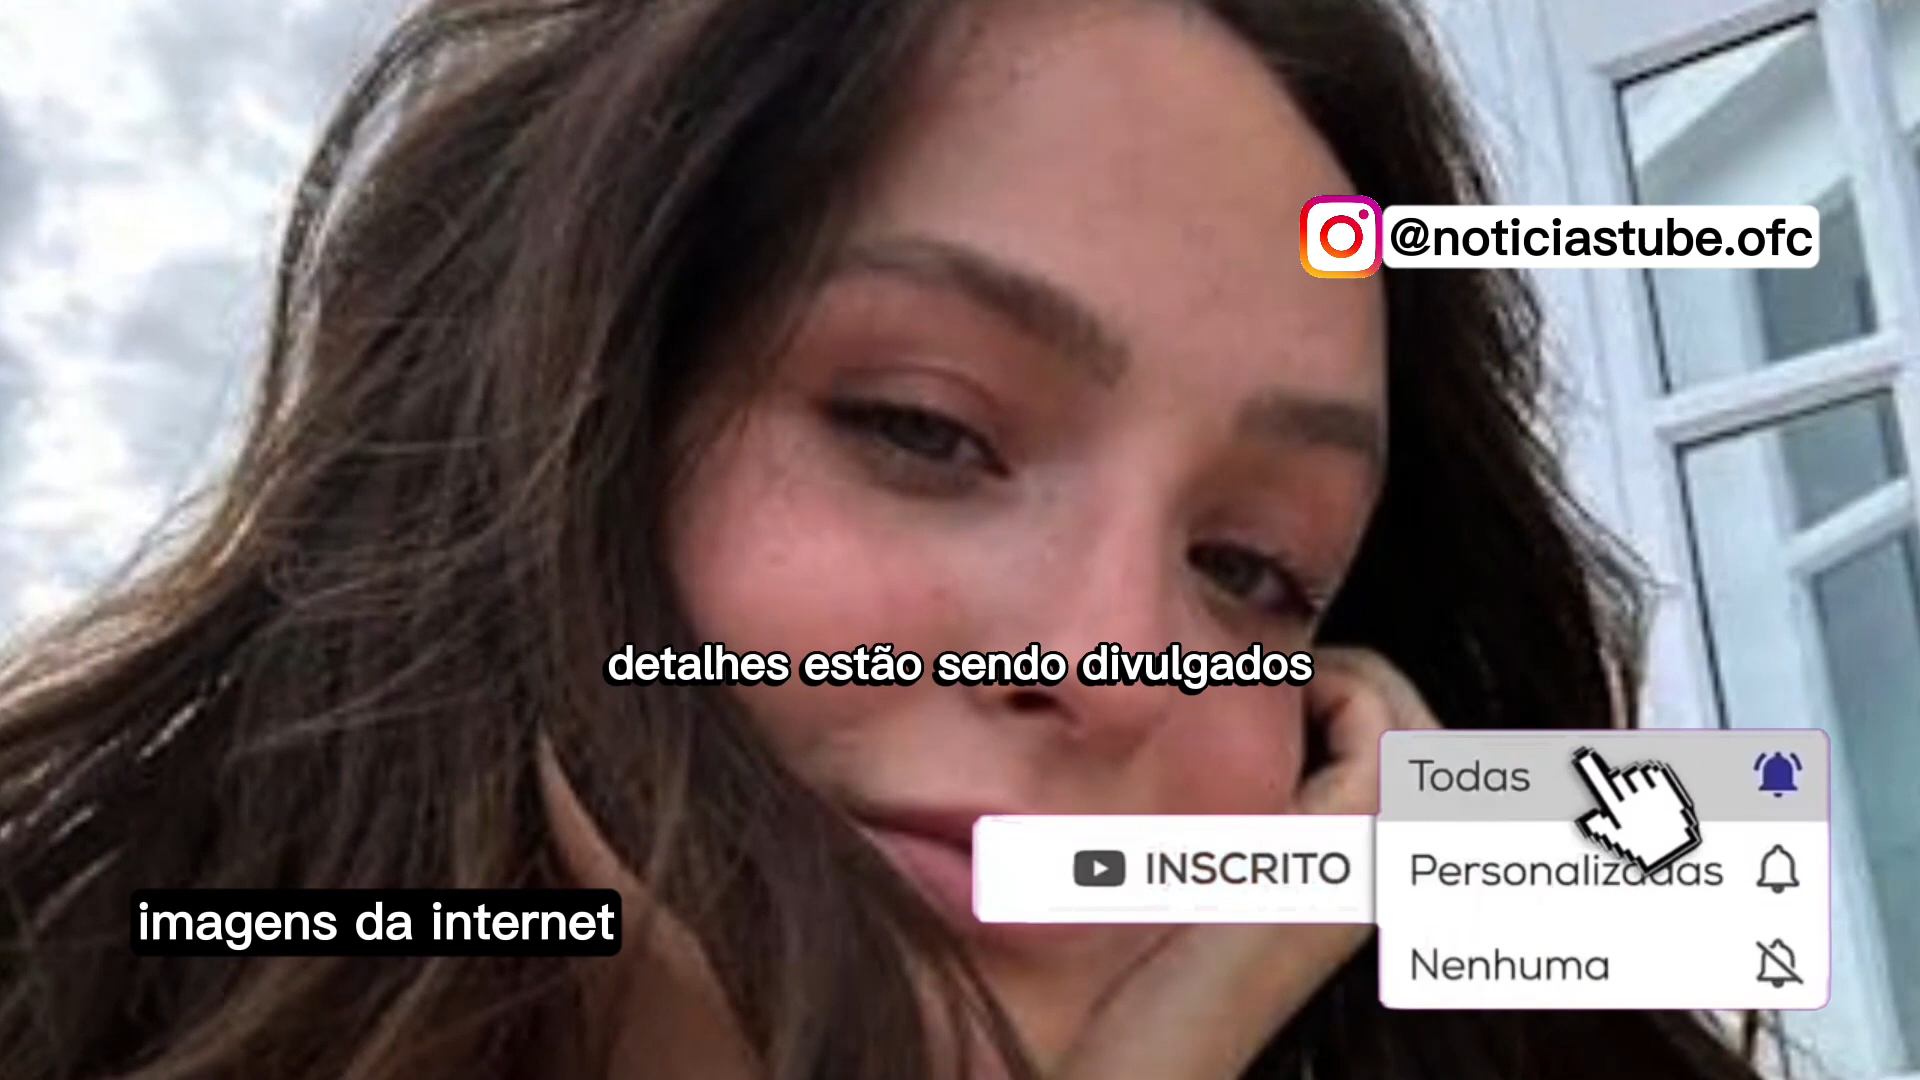 @noticiastube.ofc
detalhes estão sendo divulgados
Todas
INSCRITO
Personalizadas
imagens da internet
Nenhuma